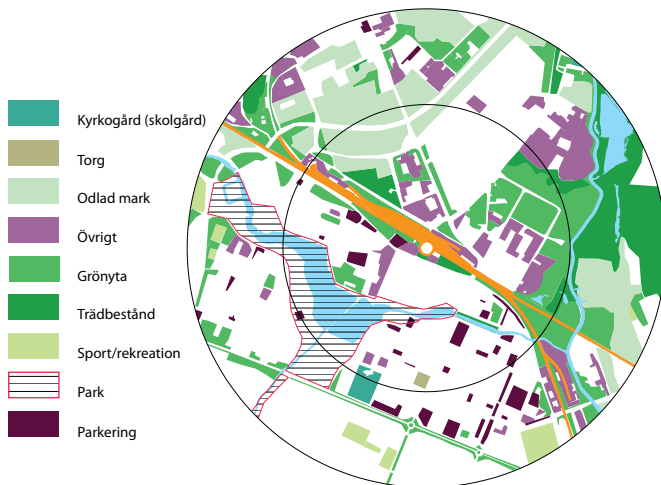 Kyrkogård (skolgård)
Torg
Odlad mark
Övrigt
Grönyta
Trädbestånd
Sport/rekreation
Park
Parkering